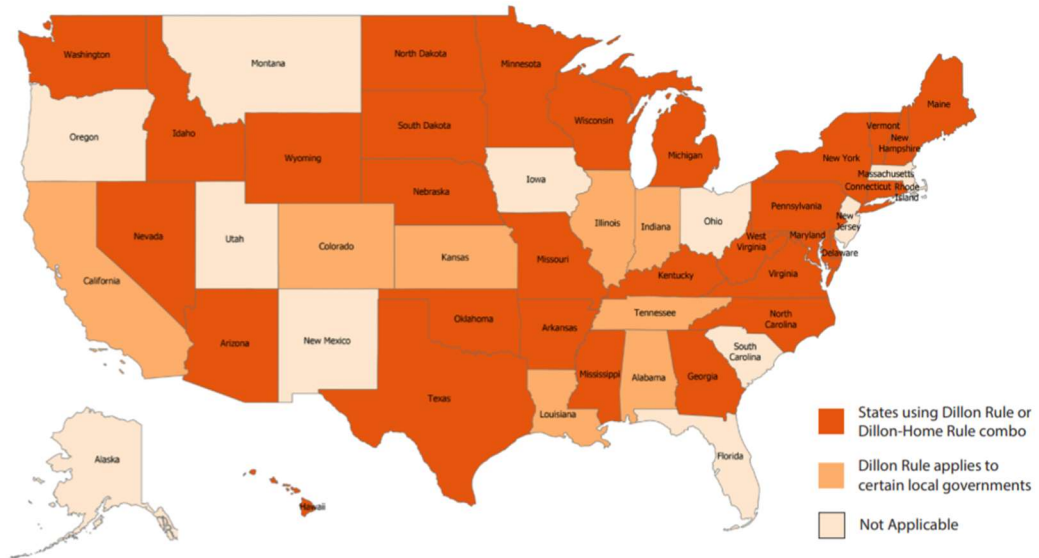 Washington
Montana
North Dakota
Minnesota
Maine
Oregon
Idaho
South Dakota
Wisconsin
Michigan
Vermont
New
Hampshire
New York
Massachusetts
Connecticut
Rhode
Island
Wyoming
Nebraska
Iowa
Illinois
Indiana
Ohio
Pennsylvania
New
Jersey
Nevada
Utah
Colorado
Kansas
Missouri
Kentucky
West
Virginia
Maryland
Delaware
Virginia
California
Arizona
New Mexico
Oklahoma
Arkansas
Tennessee
North
Carolina
South
Carolina
Texas
Louisiana
Mississippi
Alabama
Georgia
Florida
Alaska
Hawaii
States using Dillon Rule or
Dillon-Home Rule combo
Dillon Rule applies to
certain local governments
Not Applicable